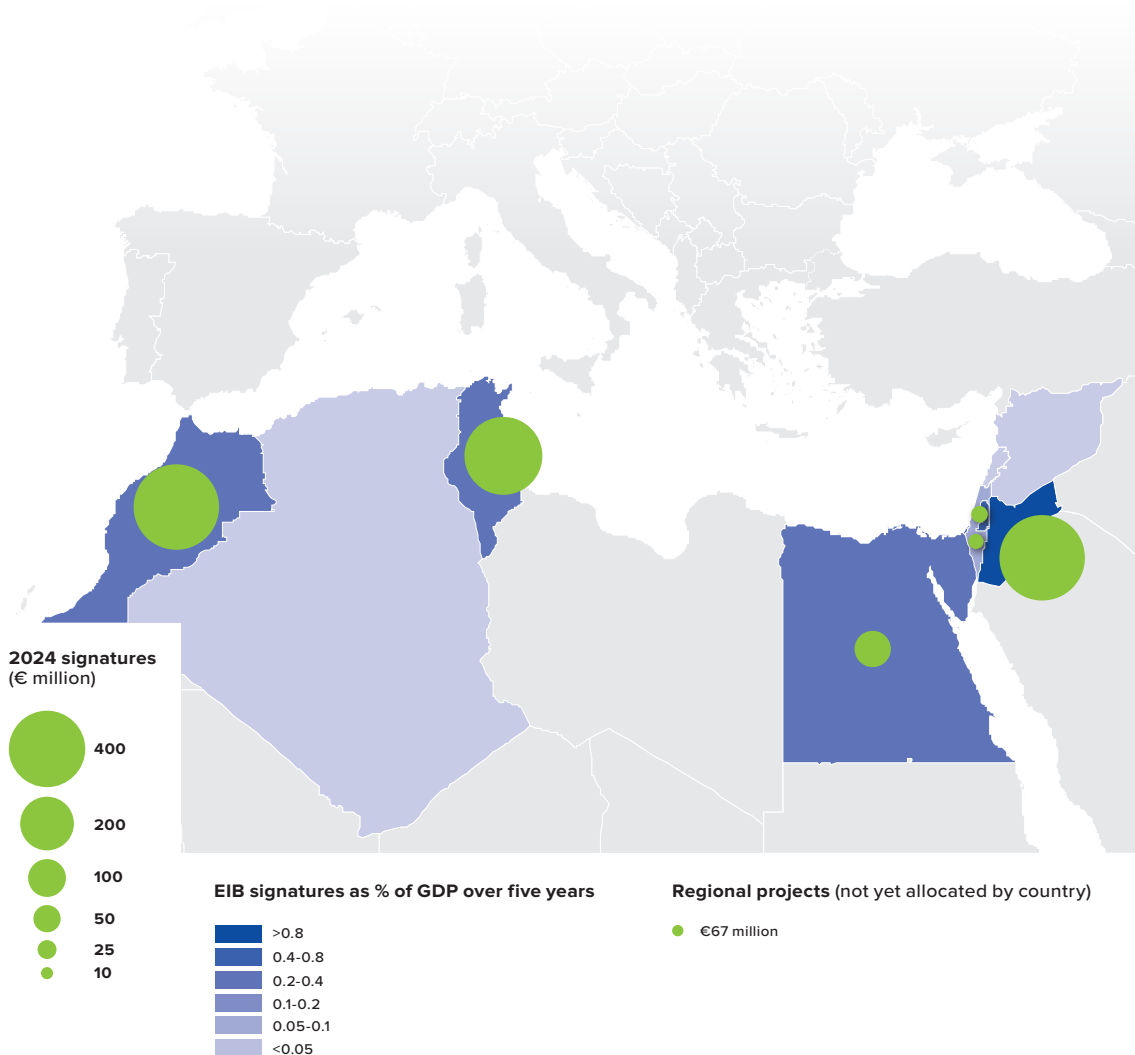 2024 signatures
(€ million)
400
200
100
50
25
10
EIB signatures as % of GDP over five years
>0.8
0.4-0.8
0.2-0.4
0.1-0.2
0.05-0.1
<0.05
Regional projects (not yet allocated by country)
€67 million